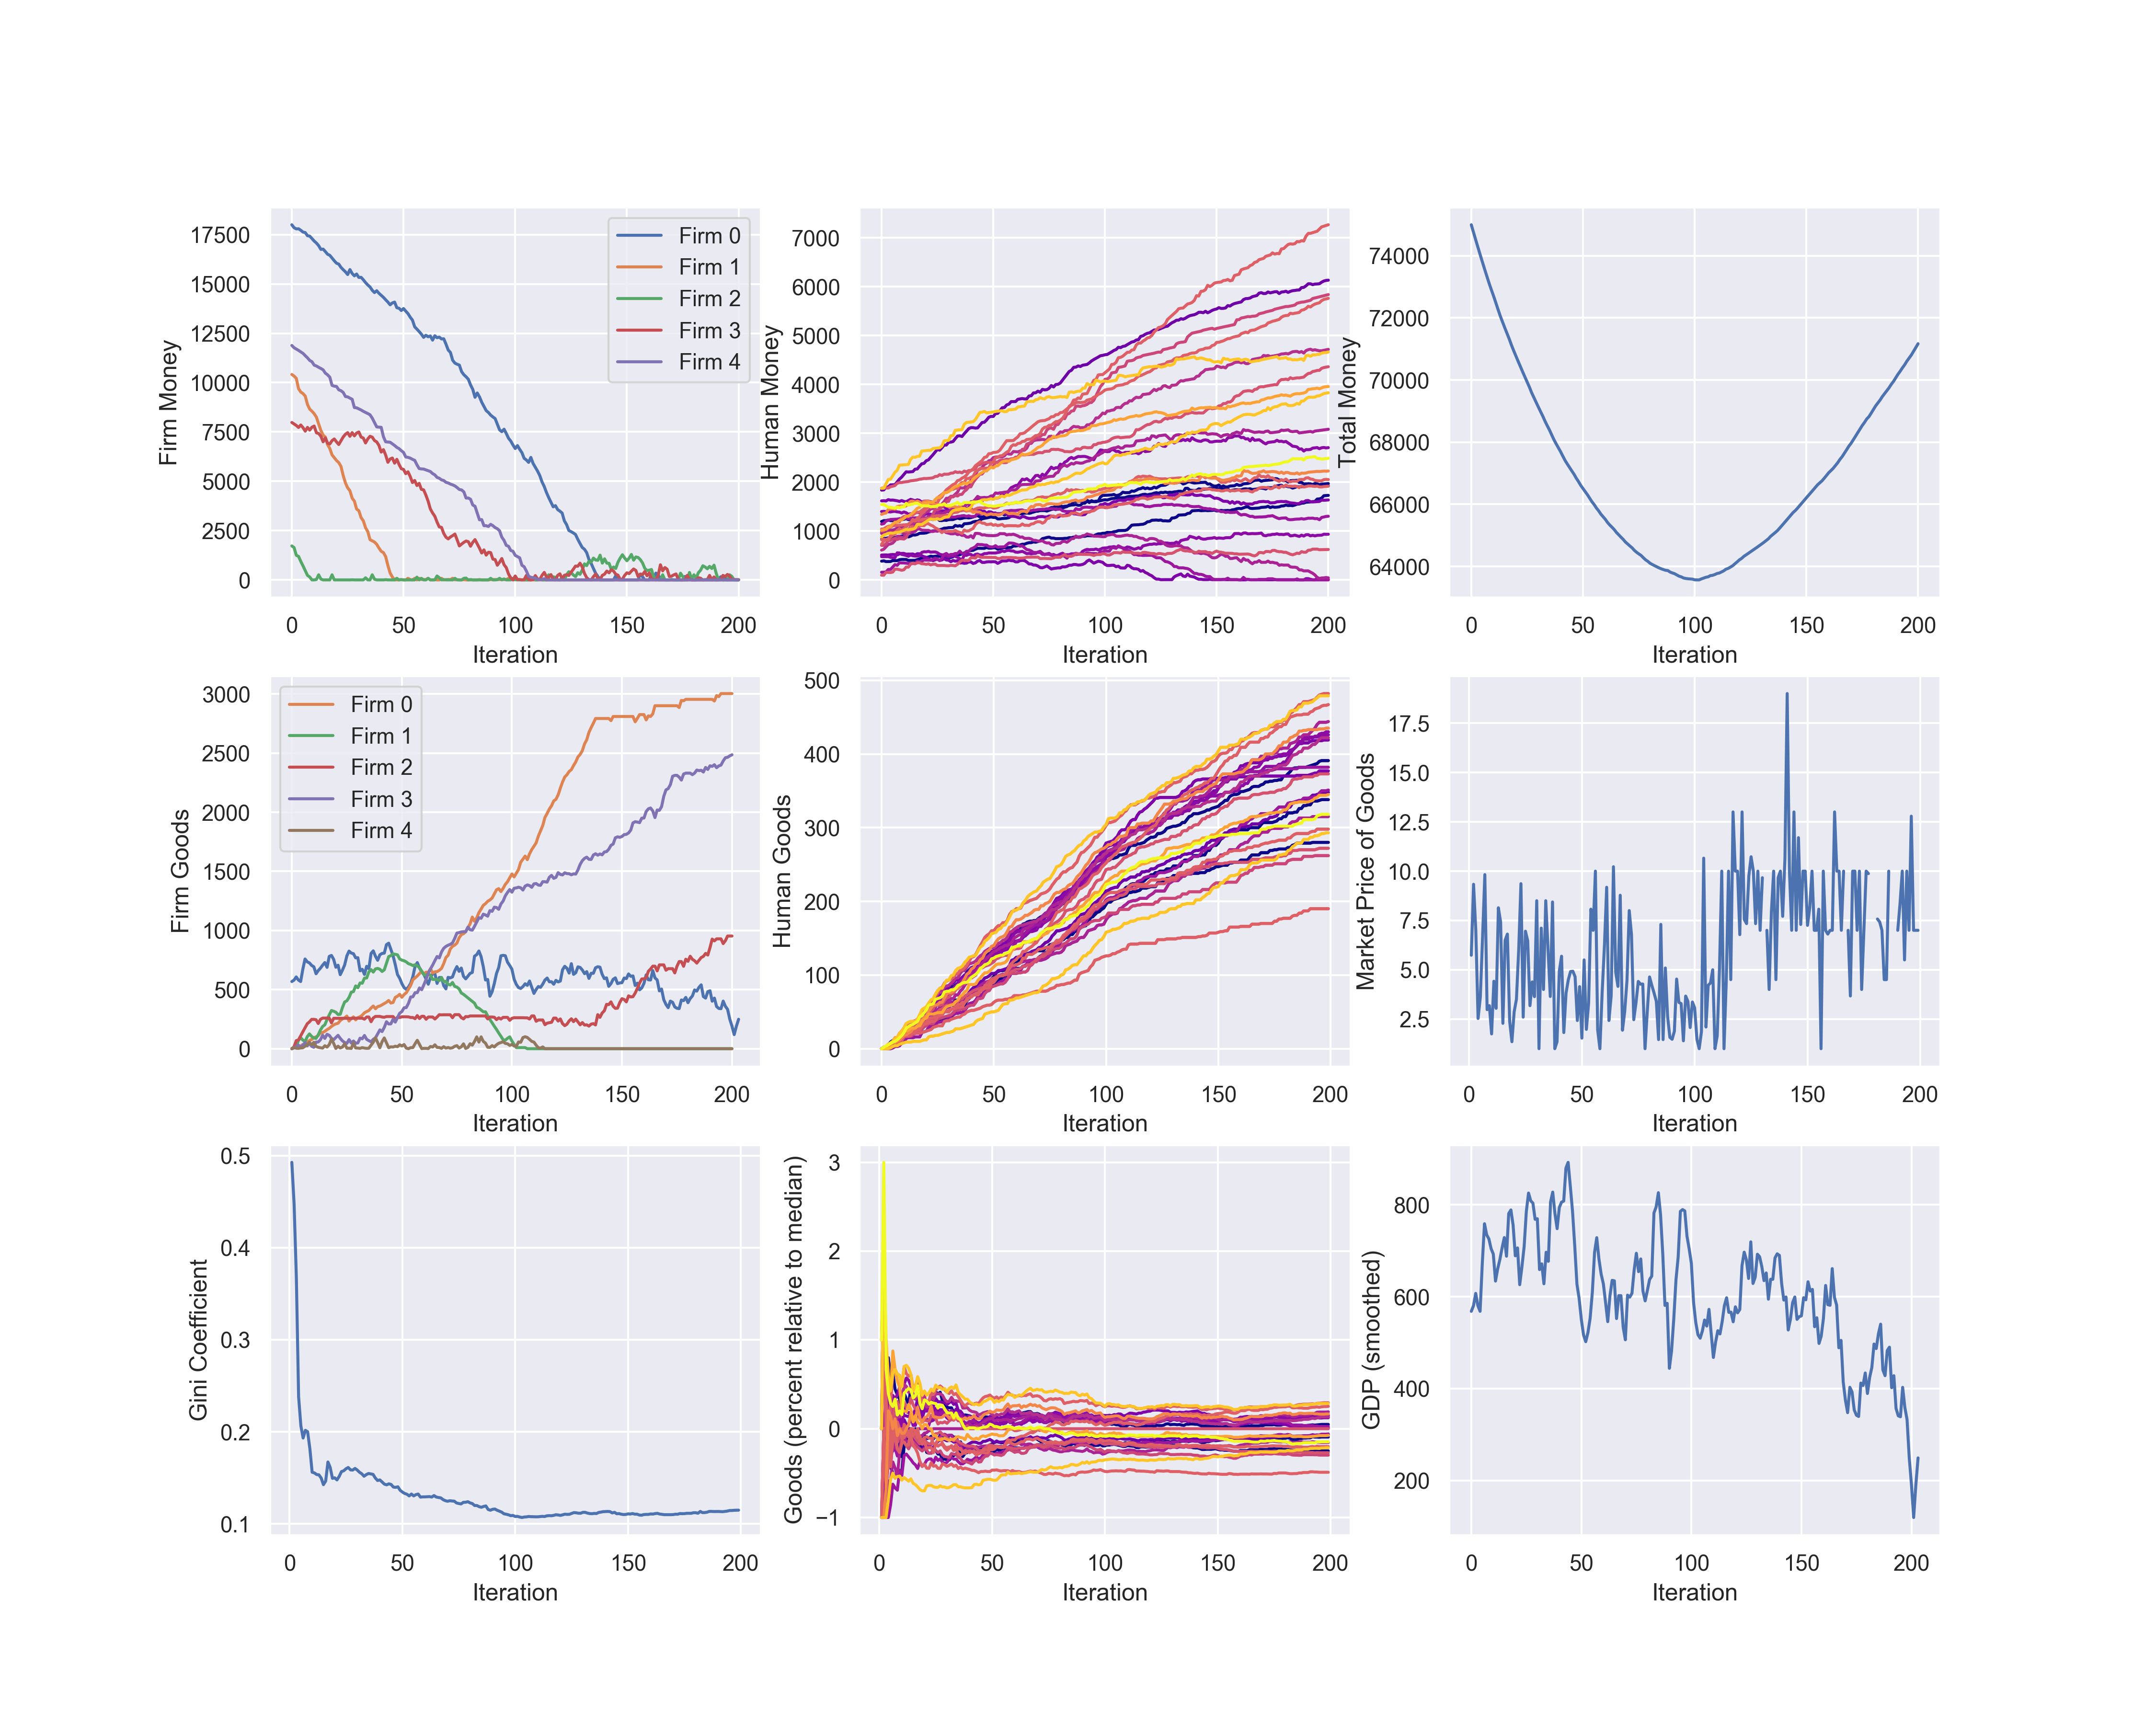 Firm Money
17500
15000
12500
10000
7500
5000
2500
0
Firm 0
Firm 1
Firm 2
Firm 3
Firm 4
0 50 100 150 200
Iteration
Human Money
7000
6000
5000
4000
3000
2000
1000
0
0 50 100 150 200
Iteration
Total Money
74000
72000
70000
68000
66000
64000
0 50 100 150 200
Iteration
Firm Goods
3000
2500
2000
1500
1000
500
0
Firm 0
Firm 1
Firm 2
Firm 3
Firm 4
0 50 100 150 200
Iteration
Human Goods
500
400
300
200
100
0
0 50 100 150 200
Iteration
Market Price of Goods
17.5
15.0
12.5
10.0
7.5
5.0
2.5
0 50 100 150 200
Iteration
Gini Coefficient
0.5
0.4
0.3
0.2
0.1
0 50 100 150 200
Iteration
Goods (percent relative to median)
3
2
1
0
−1
0 50 100 150 200
Iteration
GDP (smoothed)
800
600
400
200
0 50 100 150 200
Iteration